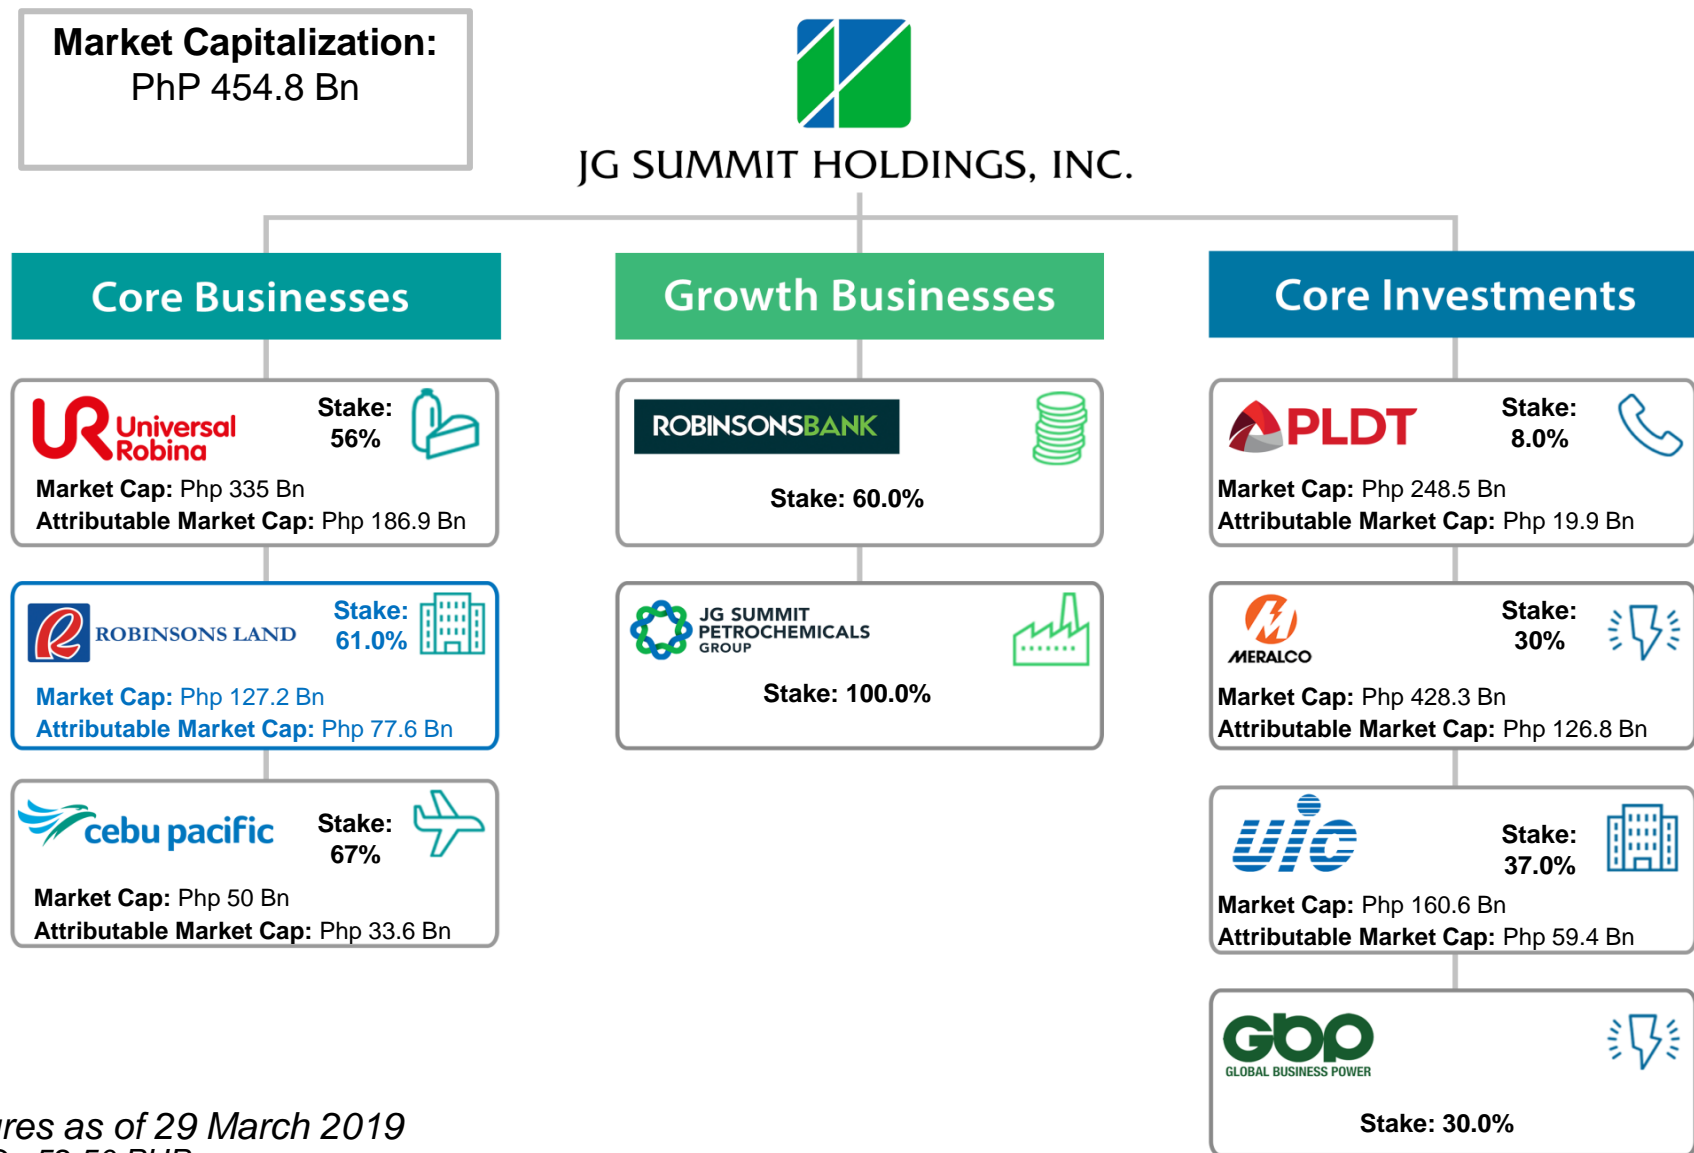 Market Capitalization:
PhP 454.8 Bn
JG SUMMIT HOLDINGS, INC.
Core Businesses
Universal
Robina
Stake:
56%
Market Cap: Php 335 Bn
Attributable Market Cap: Php 186.9 Bn
ROBINSONS LAND
Stake:
61.0%
Market Cap: Php 127.2 Bn
Attributable Market Cap: Php 77.6 Bn
cebu pacific
Stake:
67%
Market Cap: Php 50 Bn
Attributable Market Cap: Php 33.6 Bn
Growth Businesses
ROBINSONSBANK
Stake: 60.0%
JG SUMMIT
PETROCHEMICALS
GROUP
Stake: 100.0%
Core Investments
PLDT
Stake:
8.0%
Market Cap: Php 248.5 Bn
Attributable Market Cap: Php 19.9 Bn
MERALCO
Stake:
30%
Market Cap: Php 428.3 Bn
Attributable Market Cap: Php 126.8 Bn
uic
Stake:
37.0%
Market Cap: Php 160.6 Bn
Attributable Market Cap: Php 59.4 Bn
Gbp
GLOBAL BUSINESS POWER
Stake: 30.0%
as of 29 March 2019